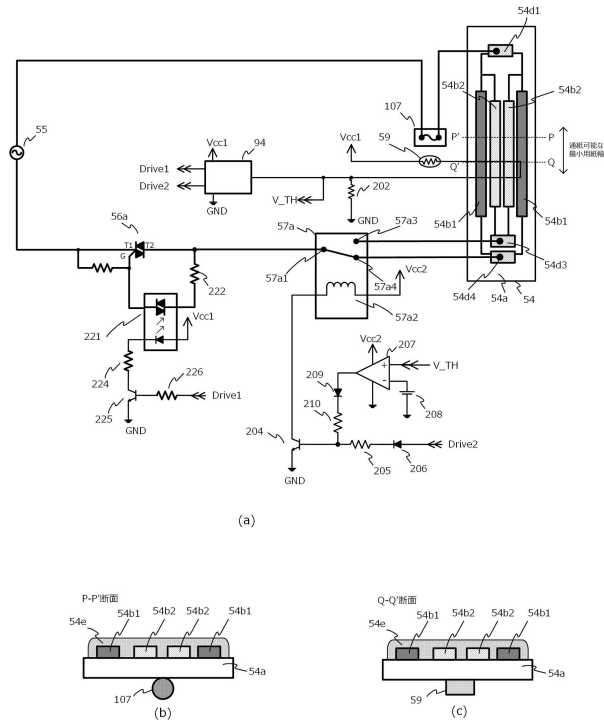 54d1
54b2
54b2
55
107
Vcc1
59
P'
P
通紙可能な
最小用紙幅
Vcc1
94
Q'
Q
Drive1
Drive2
202
V_TH
GND
GND
54b1
54b1
56a
57a
57a3
T1
T2
G
57a1
57a4
54d3
54d4
54a
54
222
Vcc2
57a2
221
Vcc1
Vcc2
207
V_TH
+
-
209
208
224
226
210
Drive1
225
204
Drive2
GND
205
206
GND
(a)
P-P'断面
54b1
54b2
54b2
54b1
54e
54a
107
(b)
Q-Q'断面
54b1
54b2
54b2
54b1
54e
54a
59
(c)